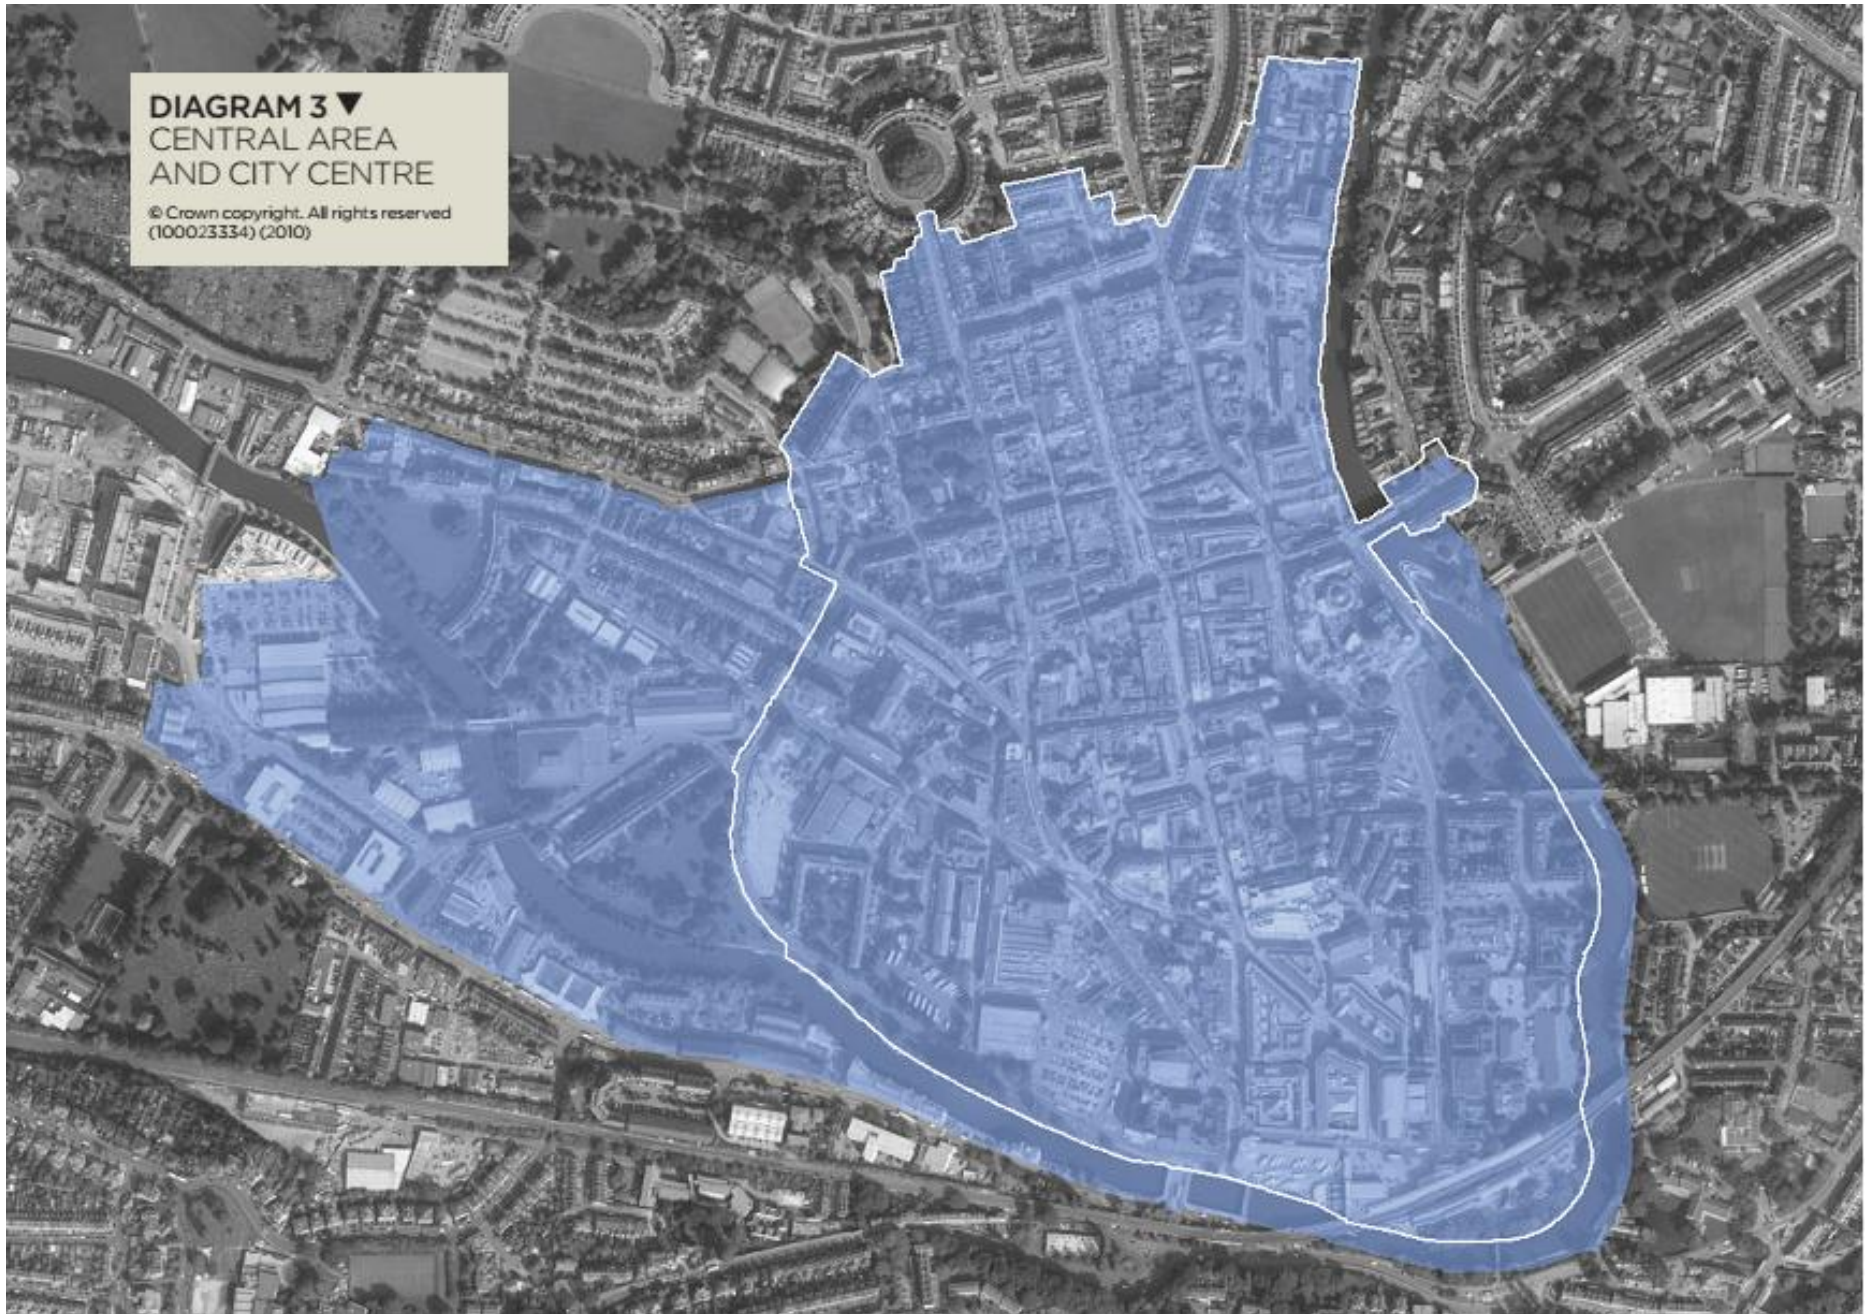 DIAGRAM 3 ▼
CENTRAL AREA
AND CITY CENTRE
© Crown copyright. All rights reserved
(100023334) (2010)